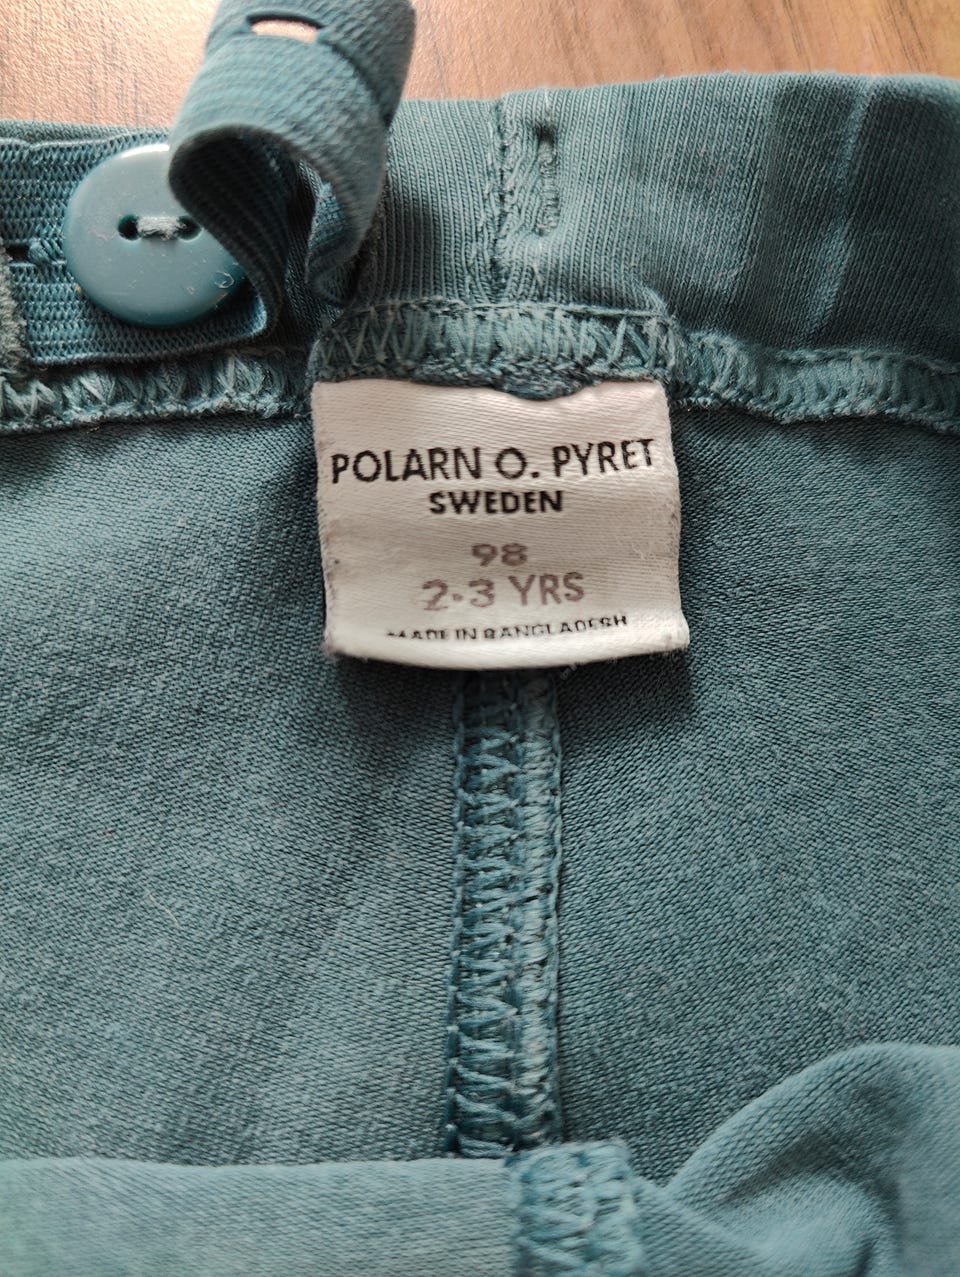 POLARN O. PYRET
SWEDEN
98
2-3 YRS
MADE IN BANGLADESH